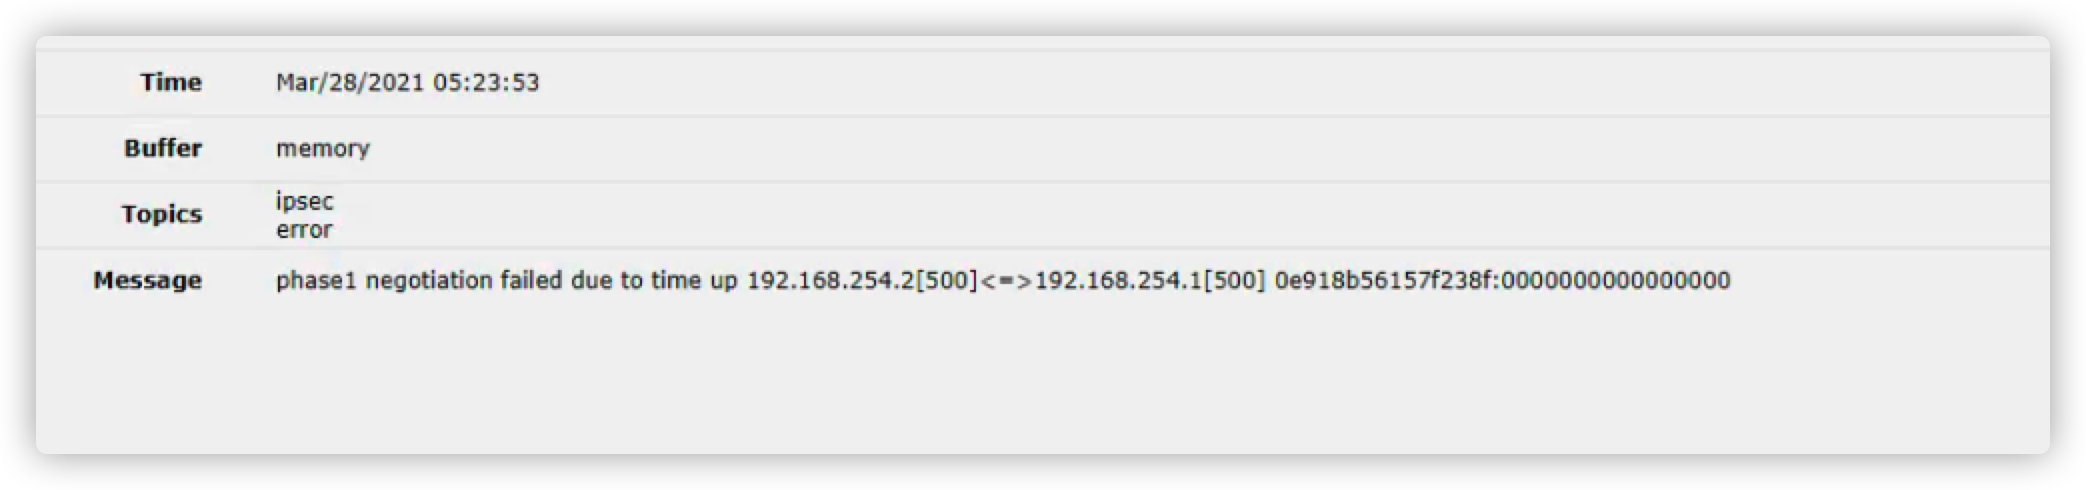 Time Mar/28/2021 05:23:53
Buffer memory
Topics ipsec
error
Message phase1 negotiation failed due to time up 192.168.254.2[500]<=>192.168.254.1[500] 0e918b56157f238f:0000000000000000